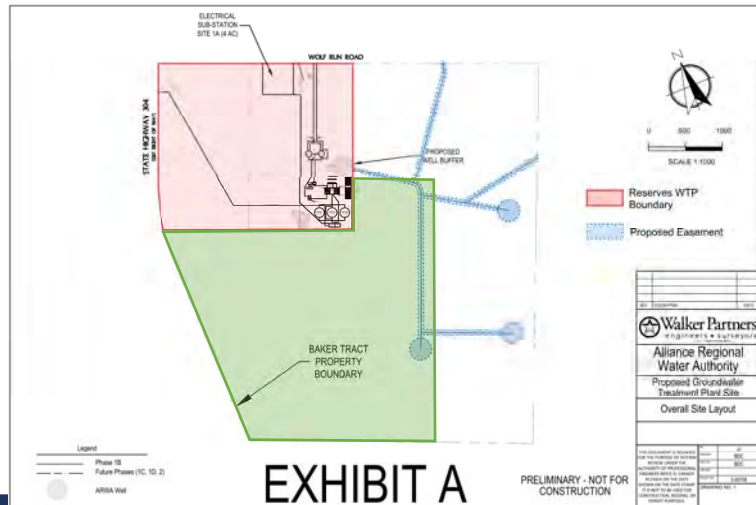 ELECTRICAL
SUB-STATION
SITE 1A (4 AC)
WOLF RUN ROAD
STATE HIGHWAY 304
PROPOSED
WELL BUFFER
BAKER TRACT
PROPERTY
BOUNDARY
Legend
Phase 1B
Future Phases (1C, 1D, 2)
ARWA Well
EXHIBIT A
PRELIMINARY - NOT FOR
CONSTRUCTION
Z
0 500 1000
SCALE 1:1000
Reserves WTP
Boundary
Proposed Easement
Walker Partners
engineers • surveyors
Alliance Regional
Water Authority
Proposed Groundwater
Treatment Plant Site
Overall Site Layout
DRAWING NO. 1